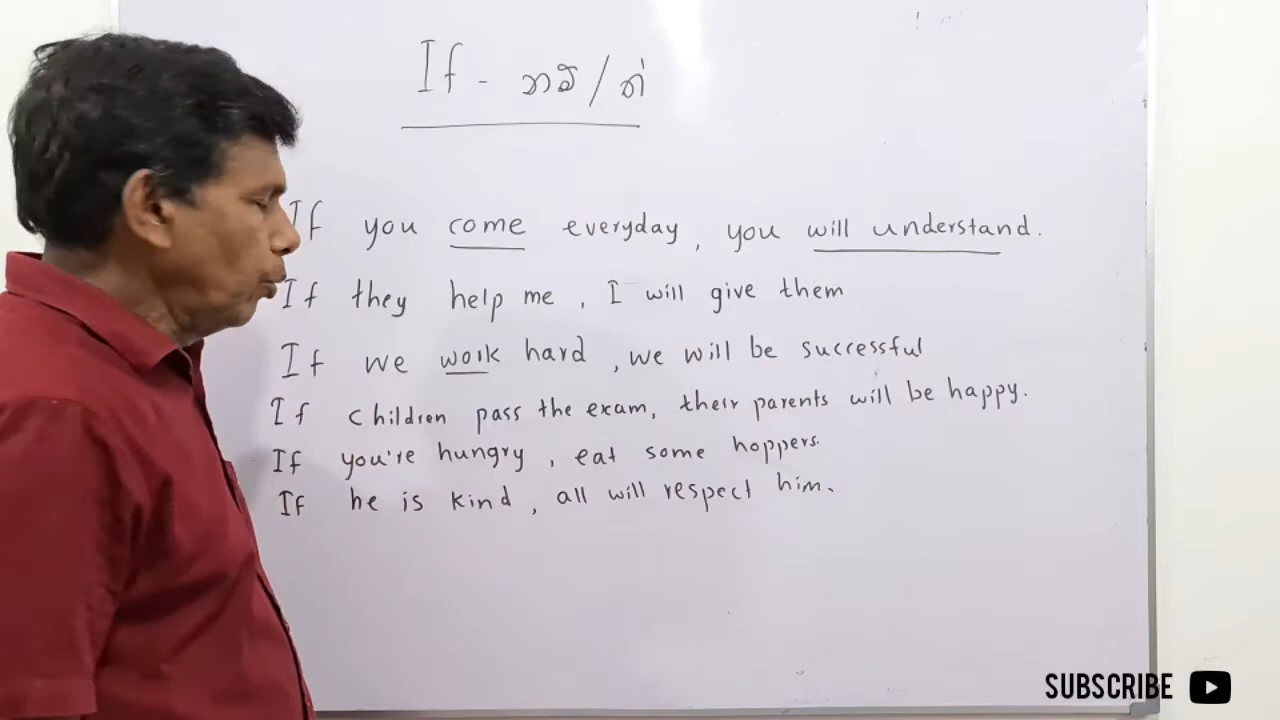 If - නම් / ත්
If you come everyday, you will understand.
If they help me, I will give them
If we work hard, we will be successful
If children pass the exam, their parents will be happy.
If you're hungry, eat some hoppers.
If he is kind, all will respect him.
SUBSCRIBE